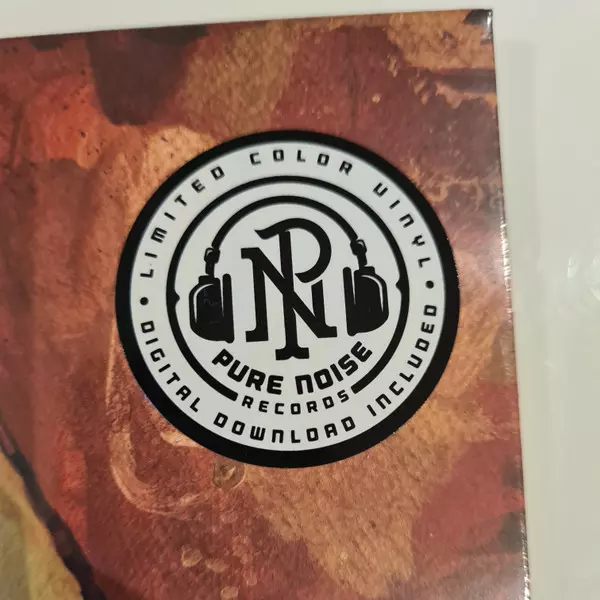 LIMITED COLOR VINYL
PN
PURE NOISE
RECORDS
DIGITAL DOWNLOAD INCLUDED